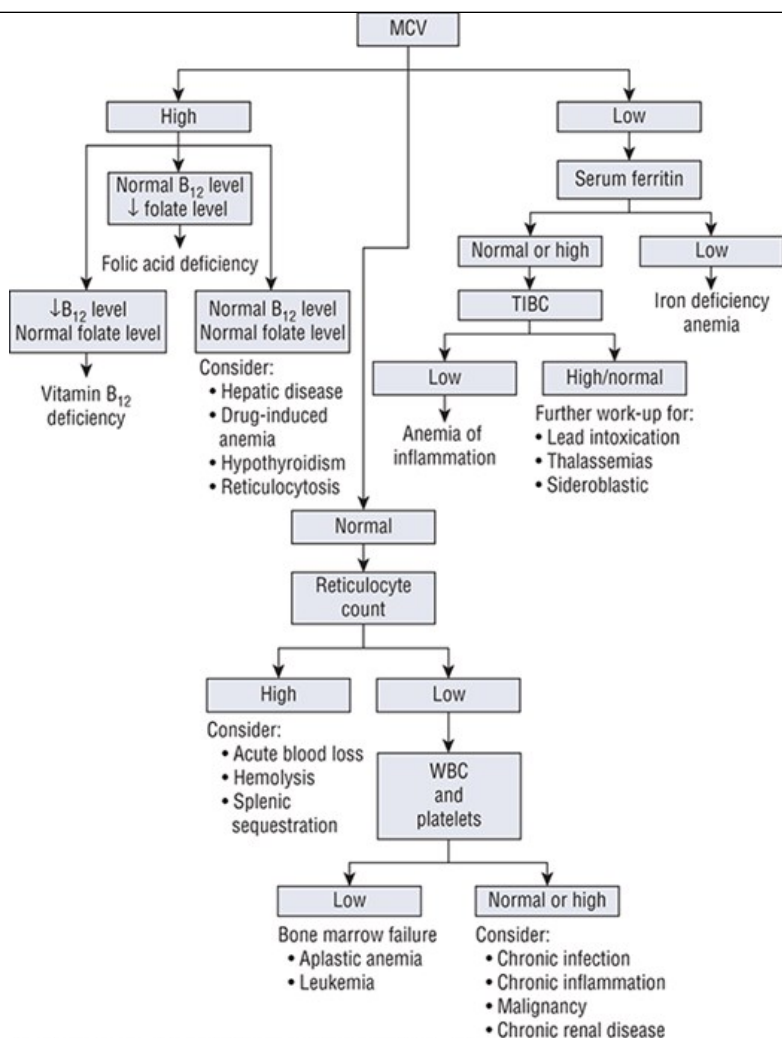 MCV
High
Low
Normal B12 level
↓ folate level
Serum ferritin
Folic acid deficiency
Normal or high
Low
↓B12 level
Normal folate level
Normal B12 level
Normal folate level
TIBC
Iron deficiency
anemia
Vitamin B12
deficiency
Consider:
• Hepatic disease
• Drug-induced
anemia
• Hypothyroidism
• Reticulocytosis
Low
High/normal
Anemia of
inflammation
Further work-up for:
• Lead intoxication
• Thalassemias
• Sideroblastic
Normal
Reticulocyte
count
High
Low
Consider:
• Acute blood loss
• Hemolysis
• Splenic
sequestration
WBC
and
platelets
Low
Normal or high
Bone marrow failure
• Aplastic anemia
• Leukemia
Consider:
• Chronic infection
• Chronic inflammation
• Malignancy
• Chronic renal disease